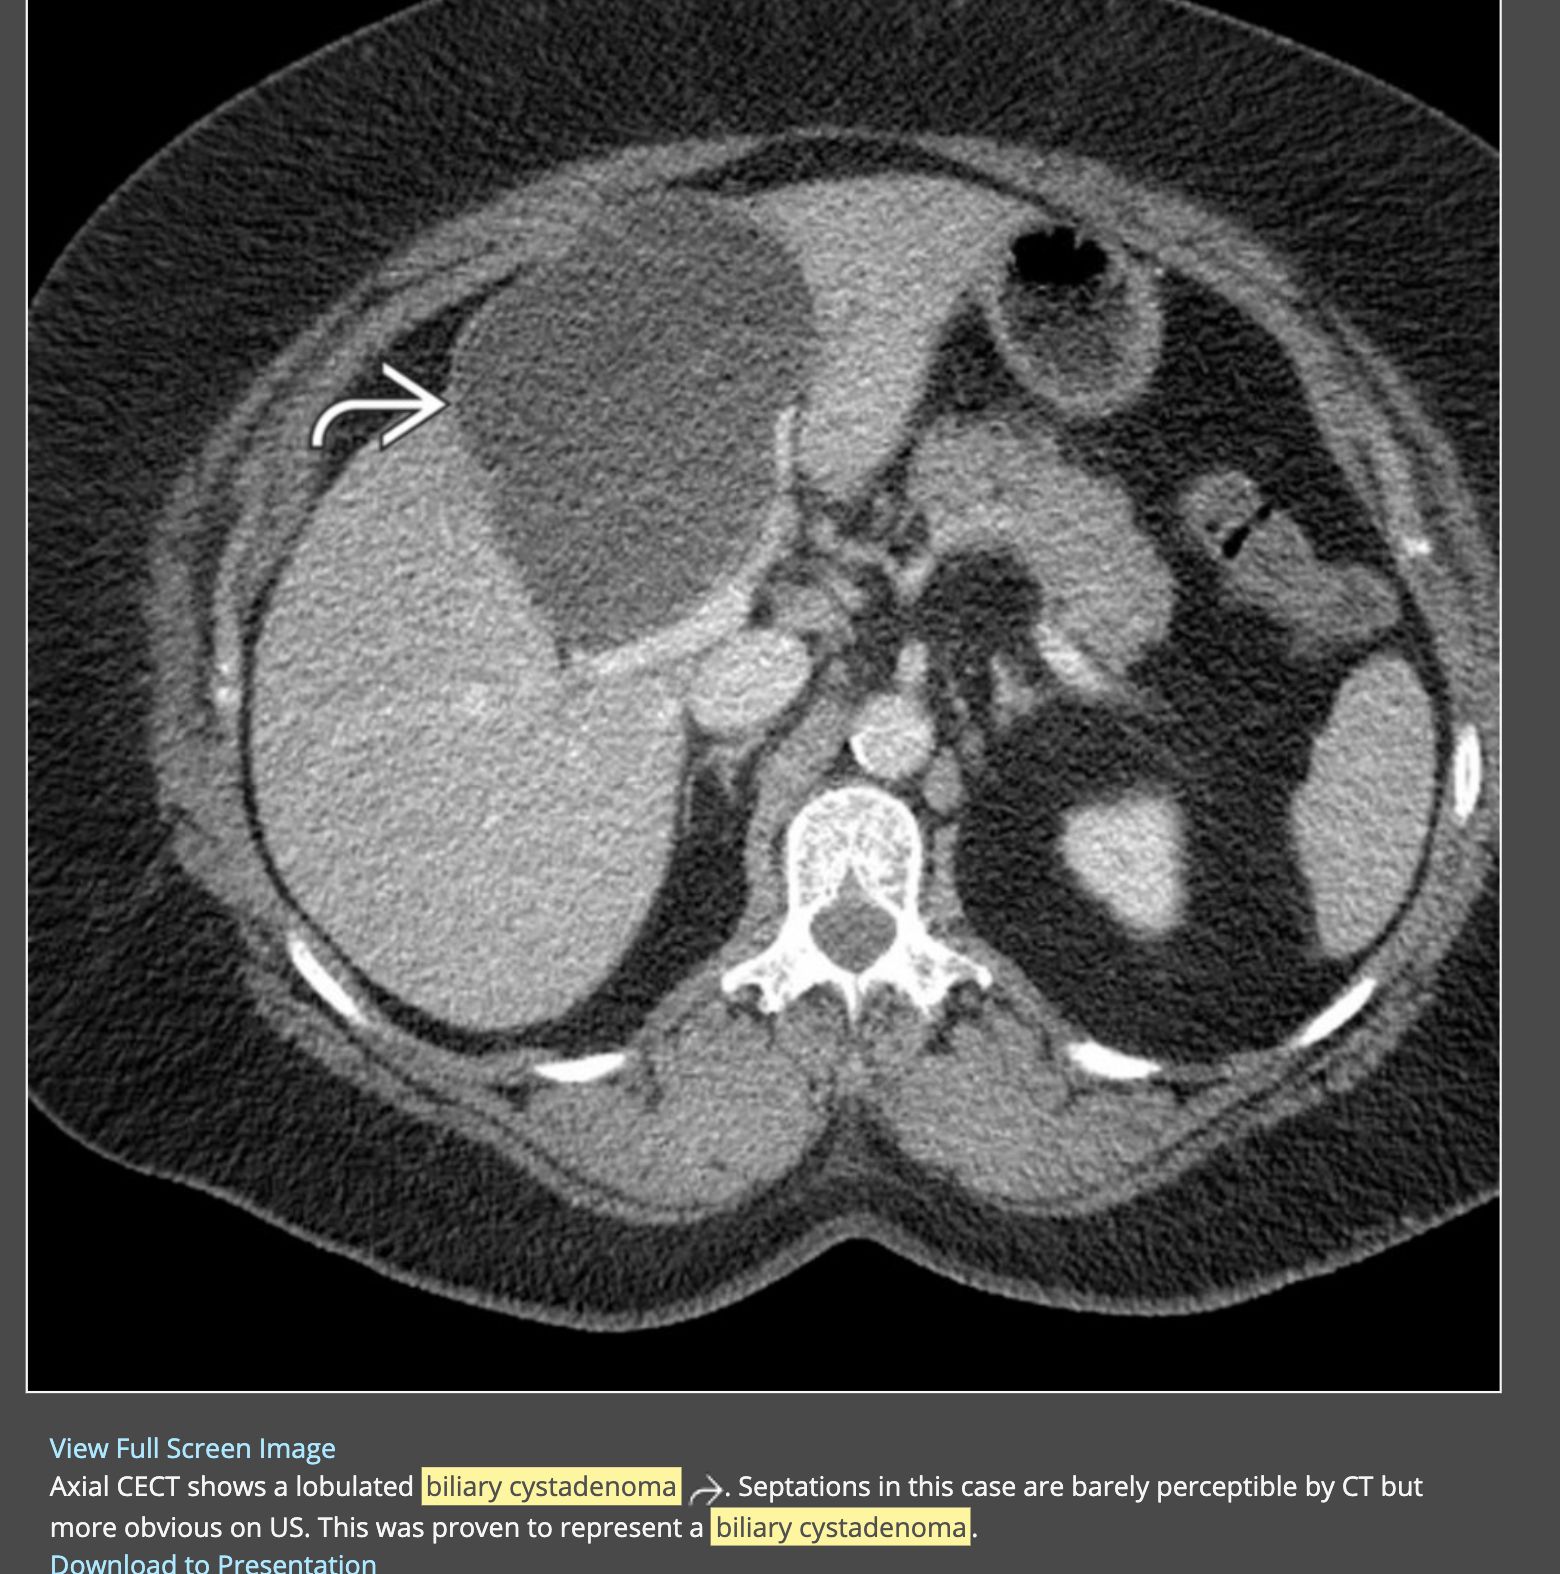 View Full Screen Image
Axial CECT shows a lobulated biliary cystadenoma . Septations in this case are barely perceptible by CT but
more obvious on US. This was proven to represent a biliary cystadenoma.
Download to Presentation